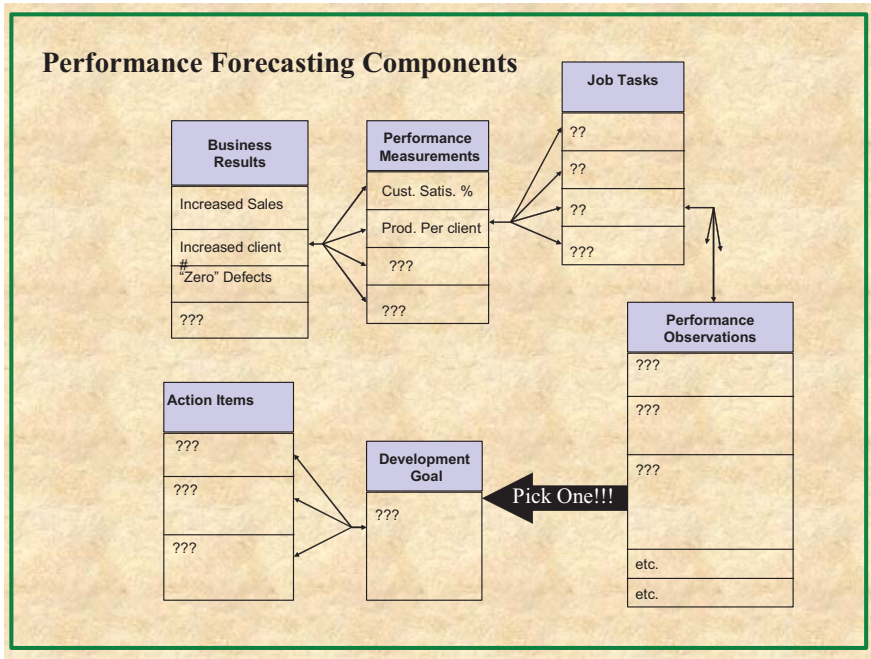 Performance Forecasting Components
Business
Results
Increased Sales
Increased client
#
“Zero” Defects
???
Performance
Measurements
Cust. Satis. %
Prod. Per client
???
???
Job Tasks
??
??
??
???
Performance
Observations
???
???
???
etc.
etc.
Pick One!!!
Development
Goal
???
Action Items
???
???
???